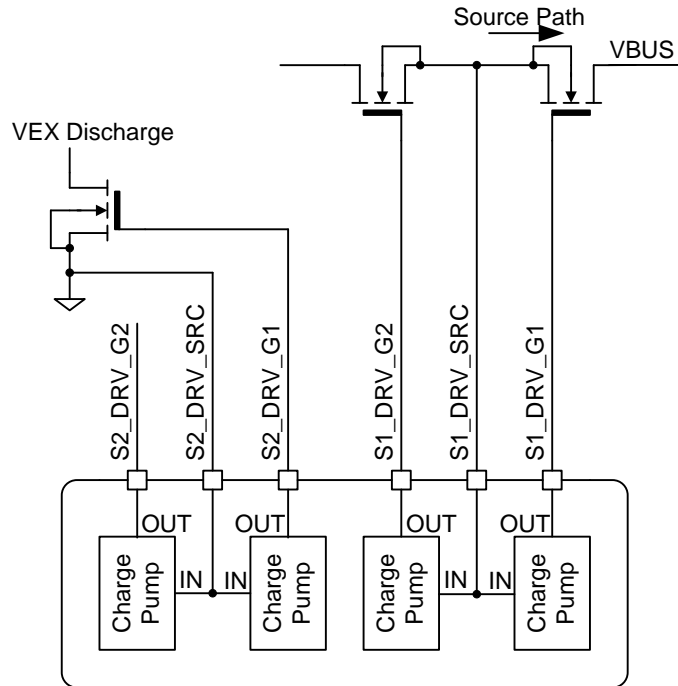 Source Path
VBUS
VEX Discharge
S2_DRV_G2
S2_DRV_SRC
S2_DRV_G1
S1_DRV_G2
S1_DRV_SRC
S1_DRV_G1
OUT
OUT
OUT
OUT
Charge
Pump
IN
IN
Charge
Pump
Charge
Pump
IN
IN
Charge
Pump